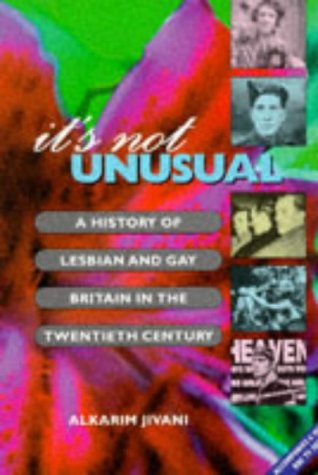 it's not
UNUSUAL
A HISTORY OF
LESBIAN AND GAY
BRITAIN IN THE
TWENTIETH CENTURY
HEAVEN
ALKARIM JIVANI